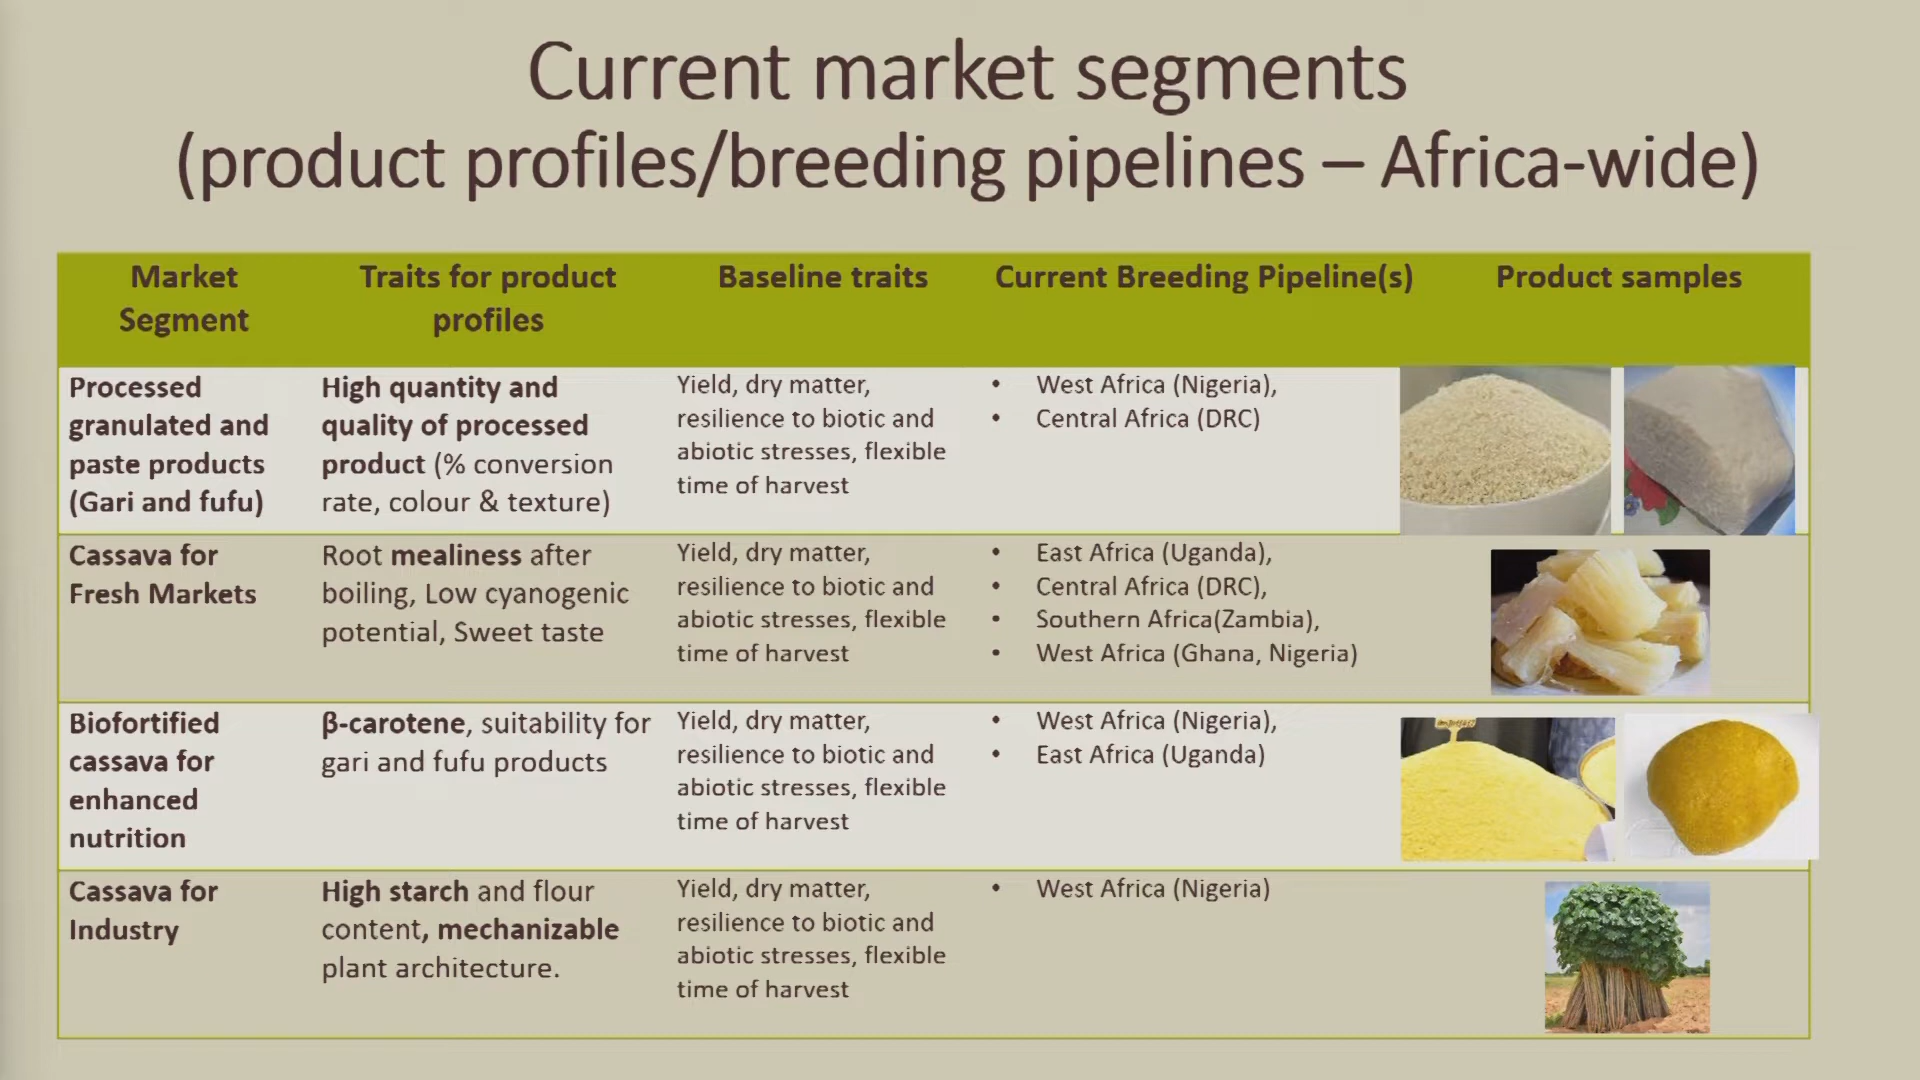 Current market segments
(product profiles/breeding pipelines – Africa-wide)
Market
Segment
Traits for product
profiles
Baseline traits
Current Breeding Pipeline(s)
Product samples
Processed
granulated and
paste products
(Gari and fufu)
High quantity and
quality of processed
product (% conversion
rate, colour & texture)
Yield, dry matter,
resilience to biotic and
abiotic stresses, flexible
time of harvest
• West Africa (Nigeria),
• Central Africa (DRC)
Cassava for
Fresh Markets
Root mealiness after
boiling, Low cyanogenic
potential, Sweet taste
Yield, dry matter,
resilience to biotic and
abiotic stresses, flexible
time of harvest
• East Africa (Uganda),
• Central Africa (DRC),
• Southern Africa(Zambia),
• West Africa (Ghana, Nigeria)
Biofortified
cassava for
enhanced
nutrition
β-carotene, suitability for
gari and fufu products
Yield, dry matter,
resilience to biotic and
abiotic stresses, flexible
time of harvest
• West Africa (Nigeria),
• East Africa (Uganda)
Cassava for
Industry
High starch and flour
content, mechanizable
plant architecture.
Yield, dry matter,
resilience to biotic and
abiotic stresses, flexible
time of harvest
• West Africa (Nigeria)